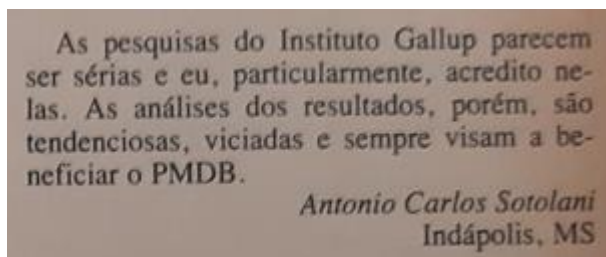 As pesquisas do Instituto Gallup parecem
ser sérias e eu, particularmente, acredito ne-
las. As análises dos resultados, porém, são
tendenciosas, viciadas e sempre visam a be-
neficiar o PMDB.
Antonio Carlos Sotolani
Indápolis, MS